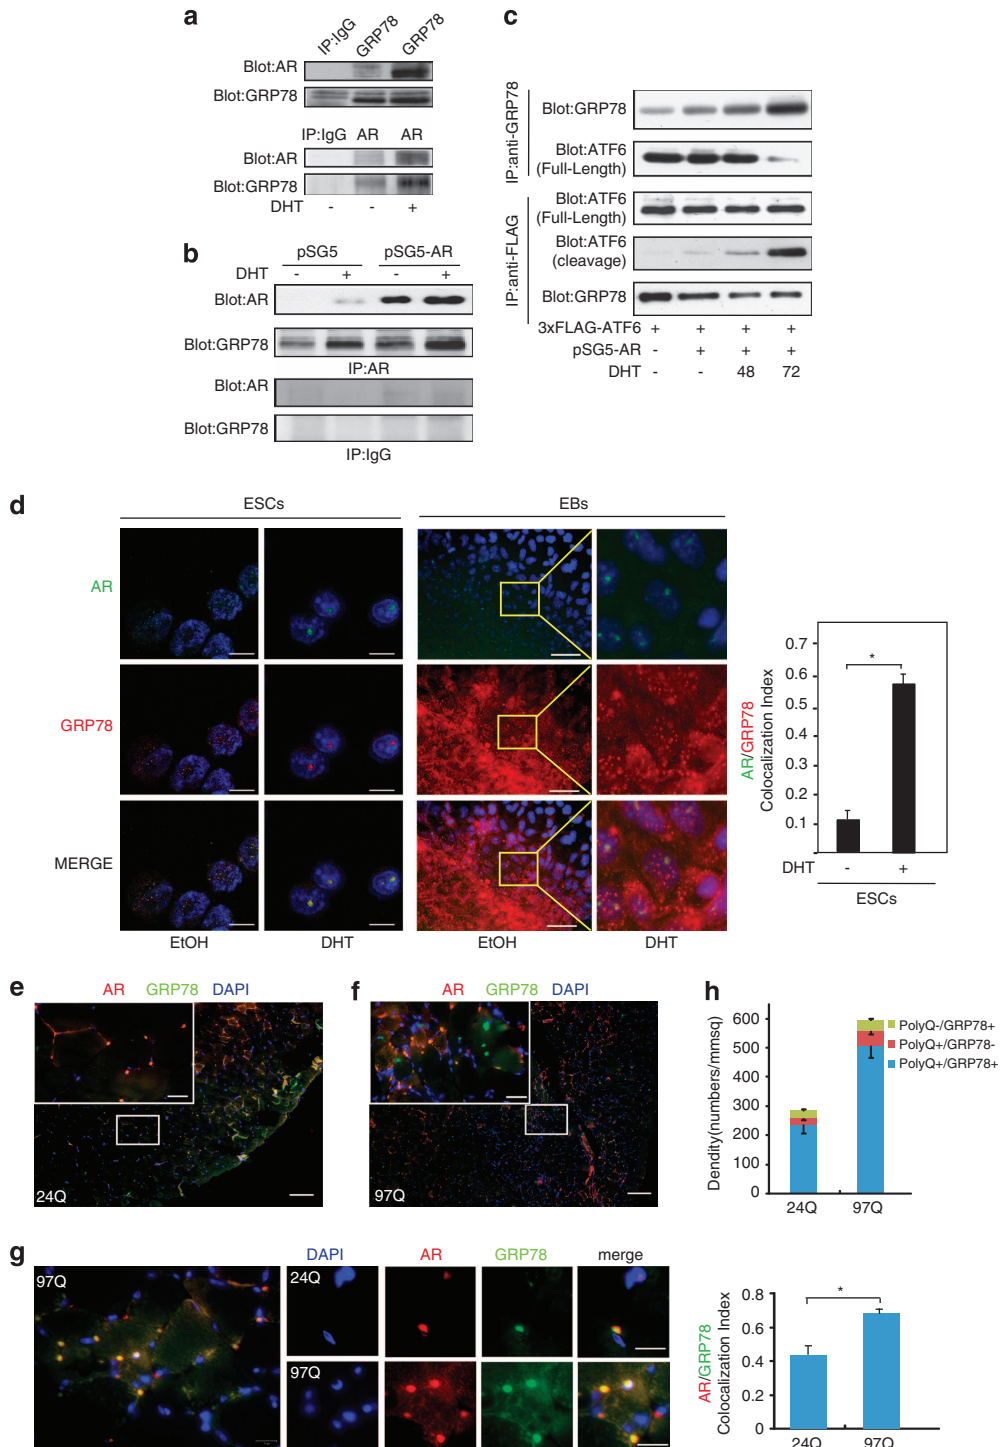 a
IP:IgG GRP78 GRP78
Blot:AR
Blot:GRP78
IP:IgG AR AR
Blot:AR
Blot:GRP78
DHT - - +
b
pSG5 pSG5-AR
DHT - + - +
Blot:AR
Blot:GRP78
IP:AR
Blot:AR
Blot:GRP78
IP:IgG
c
IP:anti-GRP78
Blot:GRP78
Blot:ATF6
(Full-Length)
IP:anti-FLAG
Blot:ATF6
(Full-Length)
Blot:ATF6
(cleavage)
Blot:GRP78
3xFLAG-ATF6 + + + +
pSG5-AR - + + +
DHT - - 48 72
d
ESCs EBs
AR
GRP78
MERGE
EtOH DHT EtOH DHT
AR/GRP78
Colocalization Index
0.7
0.6
0.5
0.4
0.3
0.2
0.1
*
DHT - +
ESCs
e
AR GRP78 DAPI
24Q
f
AR GRP78 DAPI
97Q
h
Dendity(numbers/mmsq)
600
500
400
300
200
100
0
24Q 97Q
PolyQ-/GRP78+
PolyQ+/GRP78-
PolyQ+/GRP78+
g
97Q
DAPI AR GRP78 merge
24Q
97Q
AR/GRP78
Colocalization Index
0.8
0.6
0.4
0.2
0
*
24Q 97Q